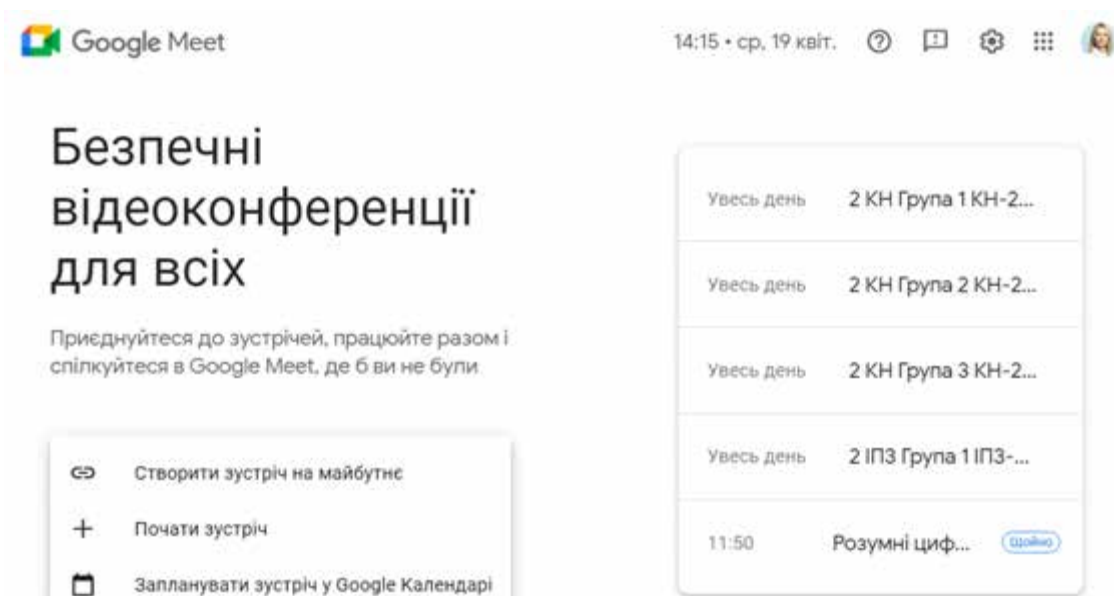 Google Meet
14:15 • ср, 19 квіт.
Безпечні
відеоконференції
для всіх
Приєднуйтеся до зустрічей, працюйте разом і
спілкуйтеся в Google Meet, де б ви не були
Створити зустріч на майбутнє
Почати зустріч
Запланувати зустріч у Google Календарі
Увесь день 2 КН Група 1 КН-2...
Увесь день 2 КН Група 2 КН-2...
Увесь день 2 КН Група 3 КН-2...
Увесь день 2 ІПЗ Група 1 ІПЗ-...
11:50 Розумні циф... Щойно